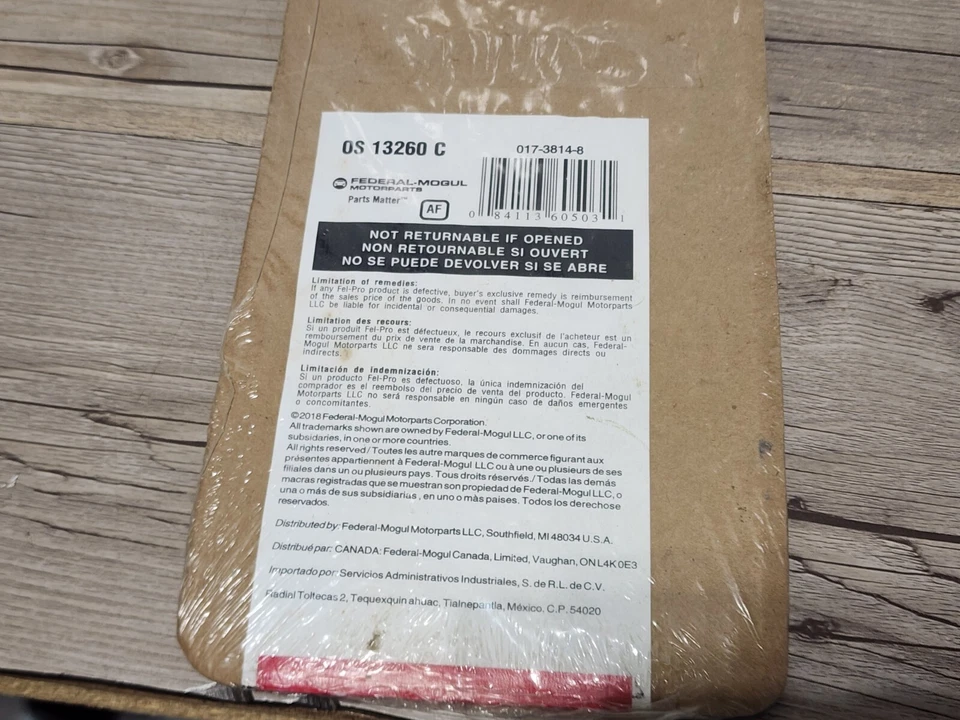 OS 13260 C
017-3814-8
FEDERAL-MOGUL
MOTORPARTS
Parts Matter™
AF
0 84113 60503 1
NOT RETURNABLE IF OPENED
NON RETOURNABLE SI OUVERT
NO SE PUEDE DEVOLVER SI SE ABRE
Limitation of remedies:
If any Fel-Pro product is defective, buyer's exclusive remedy is reimbursement
of the sales price of the goods. In no event shall Federal-Mogul Motorparts
LLC be liable for incidental or consequential damages.
Limitation des recours:
Si un produit Fel-Pro est défectueux, le recours exclusif de l'acheteur est un
remboursement du prix de vente de la marchandise. En aucun cas, Federal-
Mogul Motorparts LLC ne sera responsable des dommages directs ou
indirects.
Limitación de indemnización:
Si un producto Fel-Pro es defectuoso, la única indemnización del
comprador es el reembolso del precio de venta del producto. Federal-Mogul
Motorparts LLC no será responsable en ningún caso de daños emergentes
o concomitantes.
©2018 Federal-Mogul Motorparts Corporation.
All trademarks shown are owned by Federal-Mogul LLC, or one of its
subsidiaries, in one or more countries.
All rights reserved./ Toutes les autres marques de commerce figurant aux
présentes appartiennent à Federal-Mogul LLC ou à une ou plusieurs de ses
filiales dans un ou plusieurs pays. Tous droits réservés./ Todas las demás
macras registradas que se muestran son propiedad de Federal-Mogul LLC, o
una o más de sus subsidiarias, en uno o màs paises. Todos los derechose
reservados.
Distributed by: Federal-Mogul Motorparts LLC, Southfield, MI 48034 U.S.A.
Distribué par: CANADA: Federal-Mogul Canada, Limited, Vaughan, ON L4K 0E3
Importado por: Servicios Administrativos Industriales, S. de R.L. de C.V.
Radial Toltecas 2, Tequexquinahuac, Tlalnepantla, México. C.P. 54020